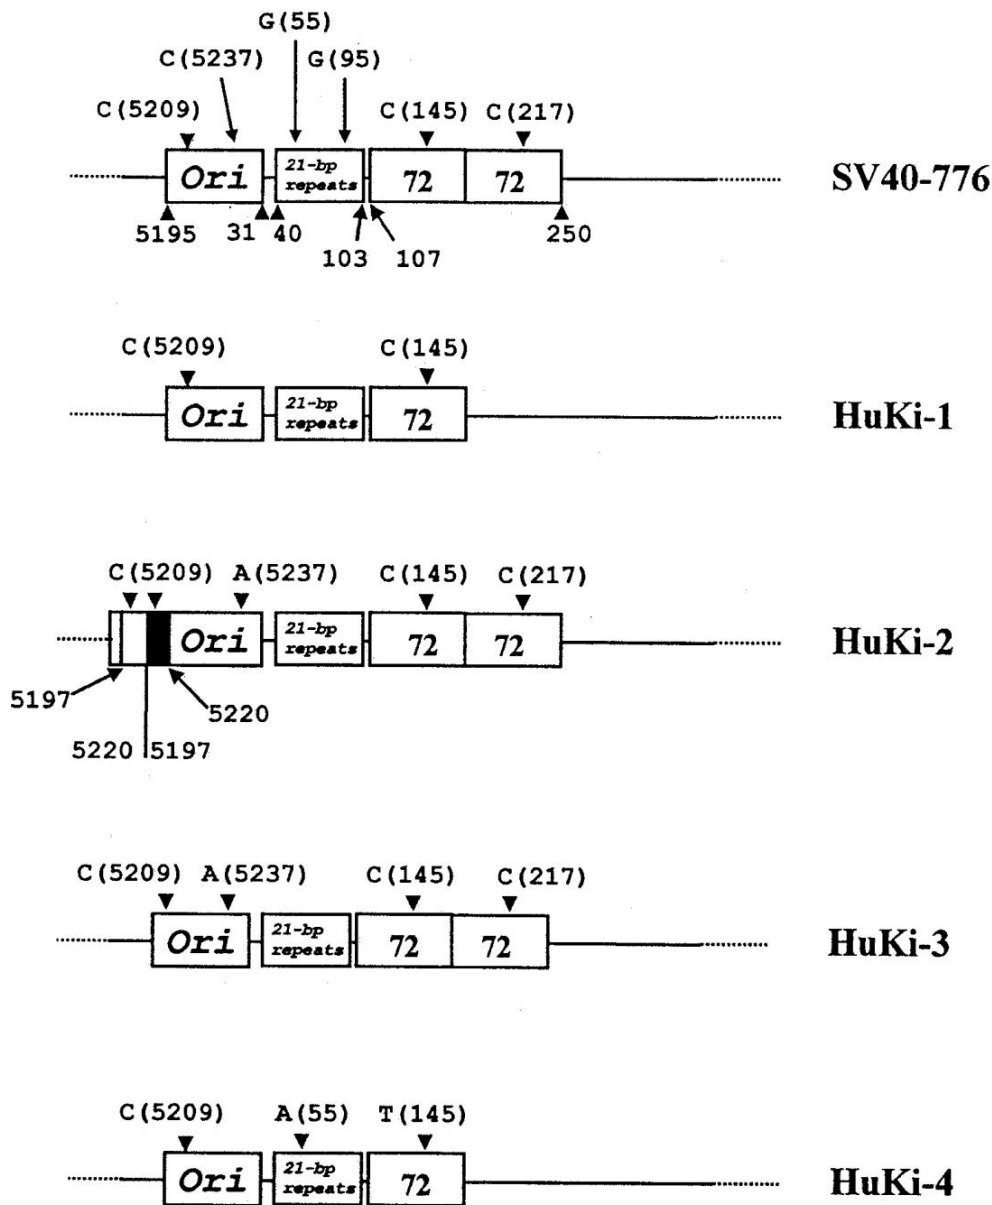 G(55)
C(5237) G(95)
C(5209) C(145) C(217)
Ori 21-bp repeats 72 72 SV40-776
5195 31 40 103 107 250
C(5209) C(145)
Ori 21-bp repeats 72 HuKi-1
C(5209) A(5237) C(145) C(217)
Ori 21-bp repeats 72 72 HuKi-2
5197 5220
5220 5197
C(5209) A(5237) C(145) C(217)
Ori 21-bp repeats 72 72 HuKi-3
C(5209) A(55) T(145)
Ori 21-bp repeats 72 HuKi-4